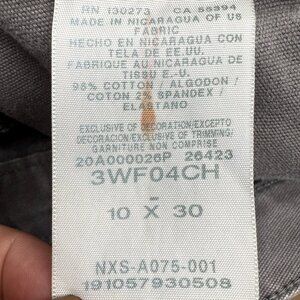 RN 130273 CA 55394
MADE IN NICARAGUA OF US
FABRIC
HECHO EN NICARAGUA CON
TELA DE EE.UU.
FABRIQUE AU NICARAGUA DE
TISSU E.-U.
98% COTTON / ALGODON /
COTON 2% SPANDEX /
ELASTANO
EXCLUSIVE OF DECORATION/EXCEPTO
DECORACION/EXCLUSIVE OF TRIMMING/
GARNITURE NON COMPRISE
20A000026P 26423
3WF04CH
-
10 X 30
NXS-A075-001
191057930508